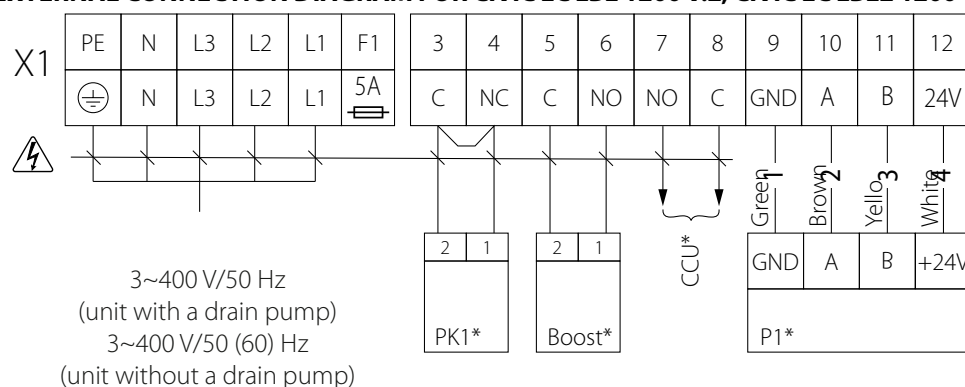 X1
PE N L3 L2 L1 F1 3 4 5 6 7 8 9 10 11 12
N L3 L2 L1 5A C NC C NO NO C GND A B 24V
Green 1 Brown 2 Yello 3 White 4
CCU*
2 1 2 1 GND A B +24V
PK1* Boost* P1*
3~400 V/50 Hz
(unit with a drain pump)
3~400 V/50 (60) Hz
(unit without a drain pump)